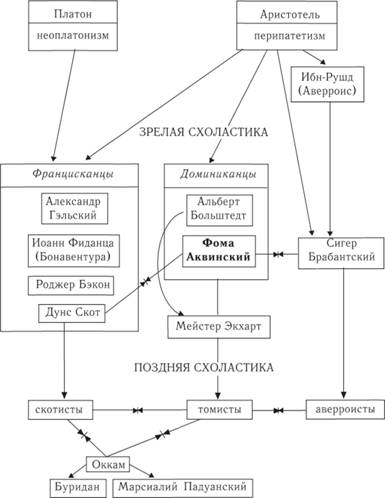 Платон
неоплатонизм
Аристотель
перипатетизм
Ибн-Рушд
(Аверроис)
ЗРЕЛАЯ СХОЛАСТИКА
Францисканцы
Александр
Гэльский
Иоанн Фиданца
(Бонавентура)
Роджер Бэкон
Дунс Скот
Доминиканцы
Альберт
Больштедт
Фома
Аквинский
Сигер
Брабантский
Мейстер Экхарт
ПОЗДНЯЯ СХОЛАСТИКА
скотисты
томисты
аверроисты
Оккам
Буридан
Марсиалий Падуанский